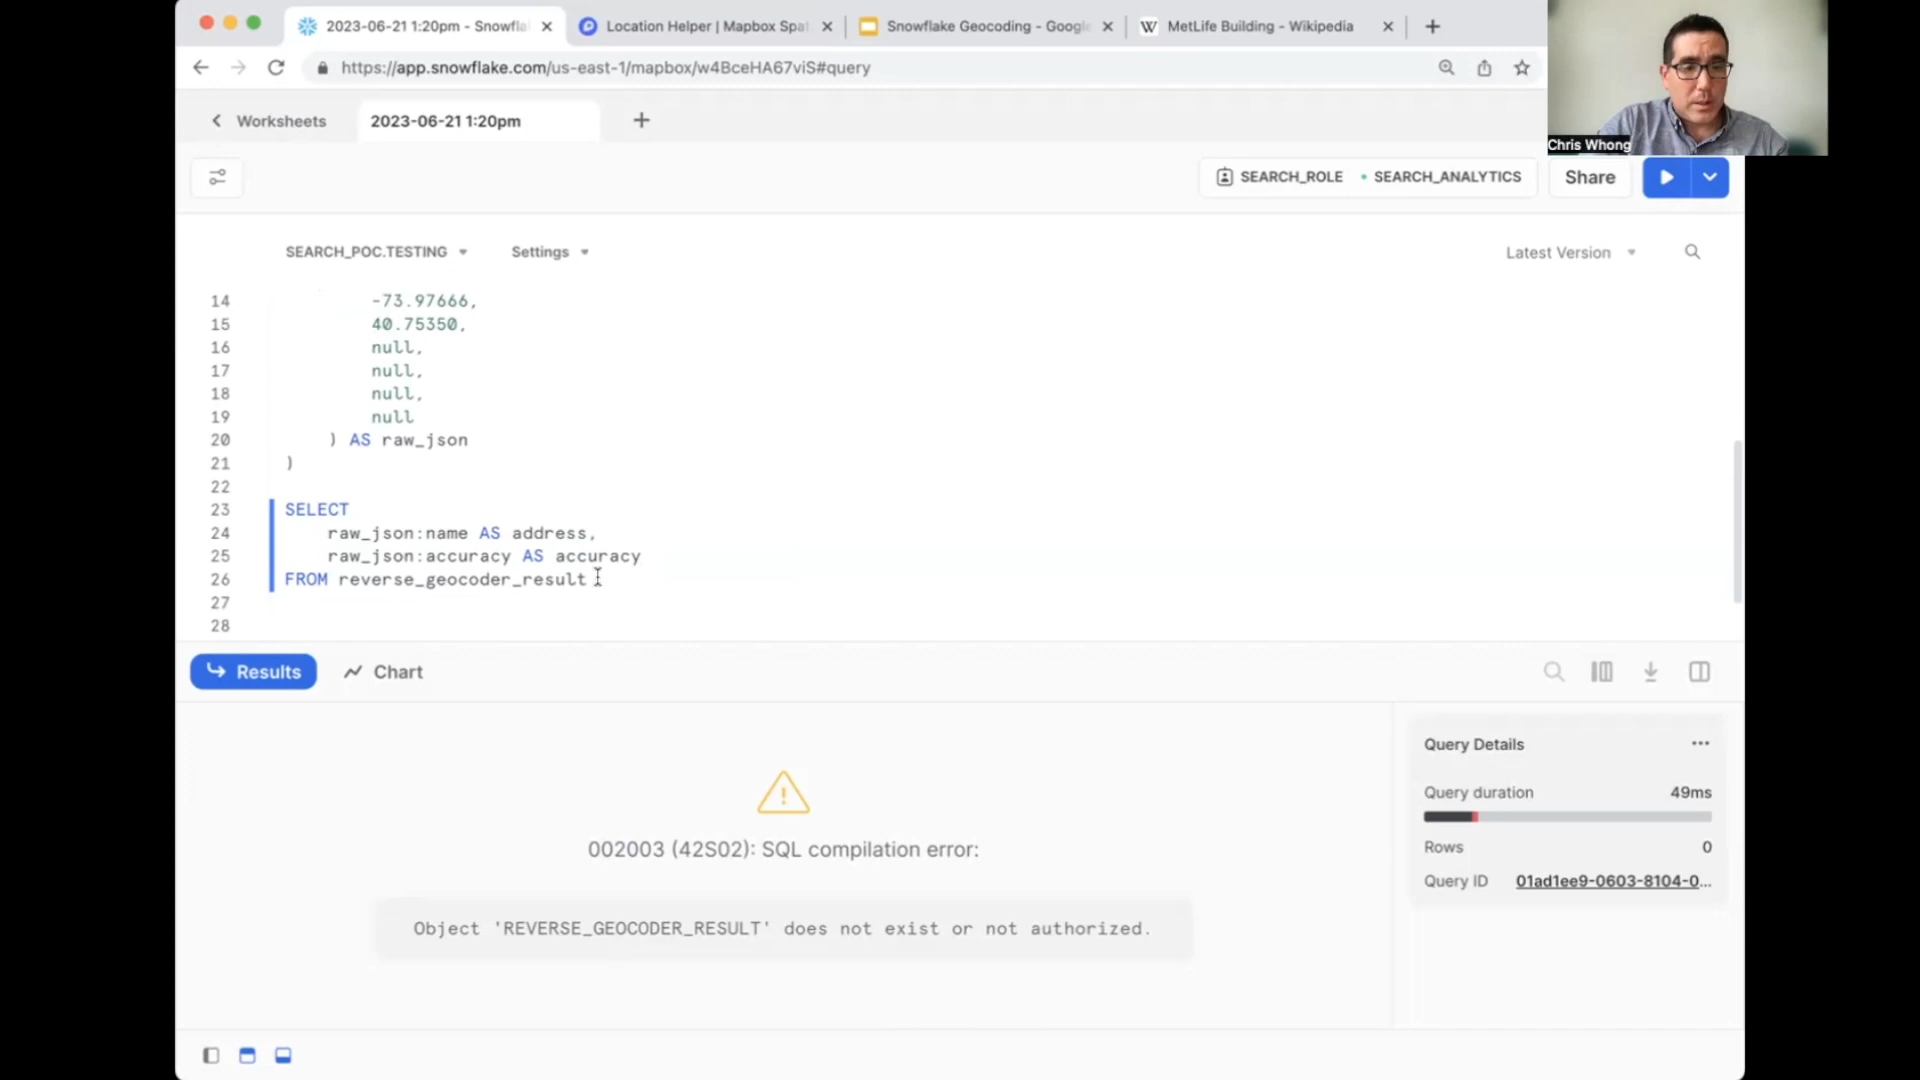 2023-06-21 1:20pm - Snowfla
Location Helper | Mapbox Spat
Snowflake Geocoding - Google
MetLife Building - Wikipedia
https://app.snowflake.com/us-east-1/mapbox/w4BceHA67viS#query
Worksheets
2023-06-21 1:20pm
Chris Whong
SEARCH_ROLE
SEARCH_ANALYTICS
Share
SEARCH_POC.TESTING
Settings
Latest Version
14 -73.97666,
15 40.75350,
16 null,
17 null,
18 null,
19 null
20 ) AS raw_json
21 )
22
23 SELECT
24 raw_json:name AS address,
25 raw_json:accuracy AS accuracy
26 FROM reverse_geocoder_result
27
28
Results
Chart
Query Details
Query duration 49ms
Rows 0
Query ID 01ad1ee9-0603-8104-0...
002003 (42S02): SQL compilation error:
Object 'REVERSE_GEOCODER_RESULT' does not exist or not authorized.